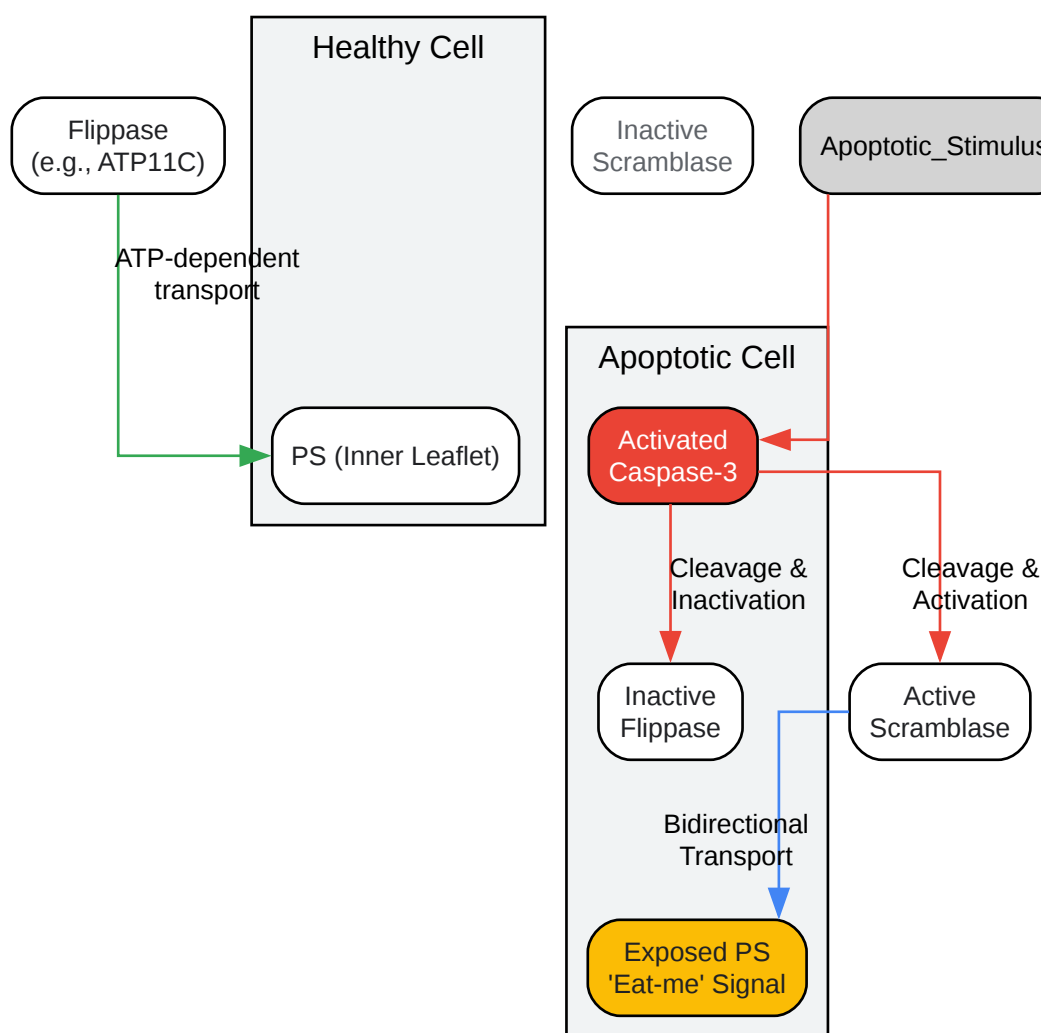 Healthy Cell
Flippase
(e.g., ATP11C)
Inactive
Scramblase
Apoptotic_Stimulus
ATP-dependent
transport
Apoptotic Cell
PS (Inner Leaflet)
Activated
Caspase-3
Cleavage &
Inactivation
Cleavage &
Activation
Inactive
Flippase
Active
Scramblase
Bidirectional
Transport
Exposed PS
'Eat-me' Signal